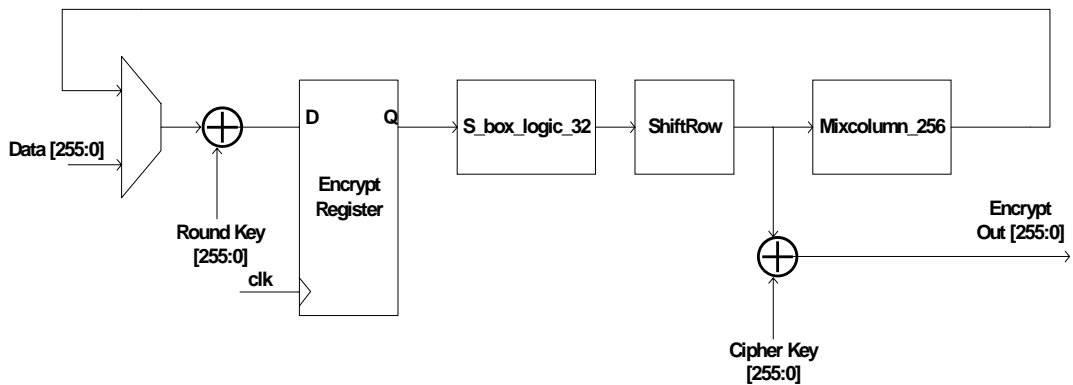 Data [255:0]
Round Key
[255:0]
clk
D
Q
Encrypt
Register
S_box_logic_32
ShiftRow
Mixcolumn_256
Encrypt
Out [255:0]
Cipher Key
[255:0]